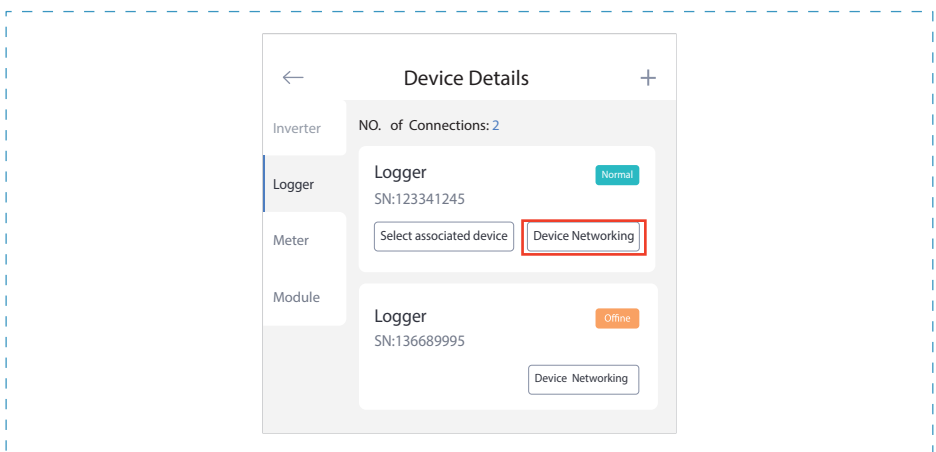 ← Device Details +
Inverter
NO. of Connections: 2
Logger
Normal
SN:123341245
Logger
Select associated device
Device Networking
Meter
Module
Logger
Offine
SN:136689995
Device Networking